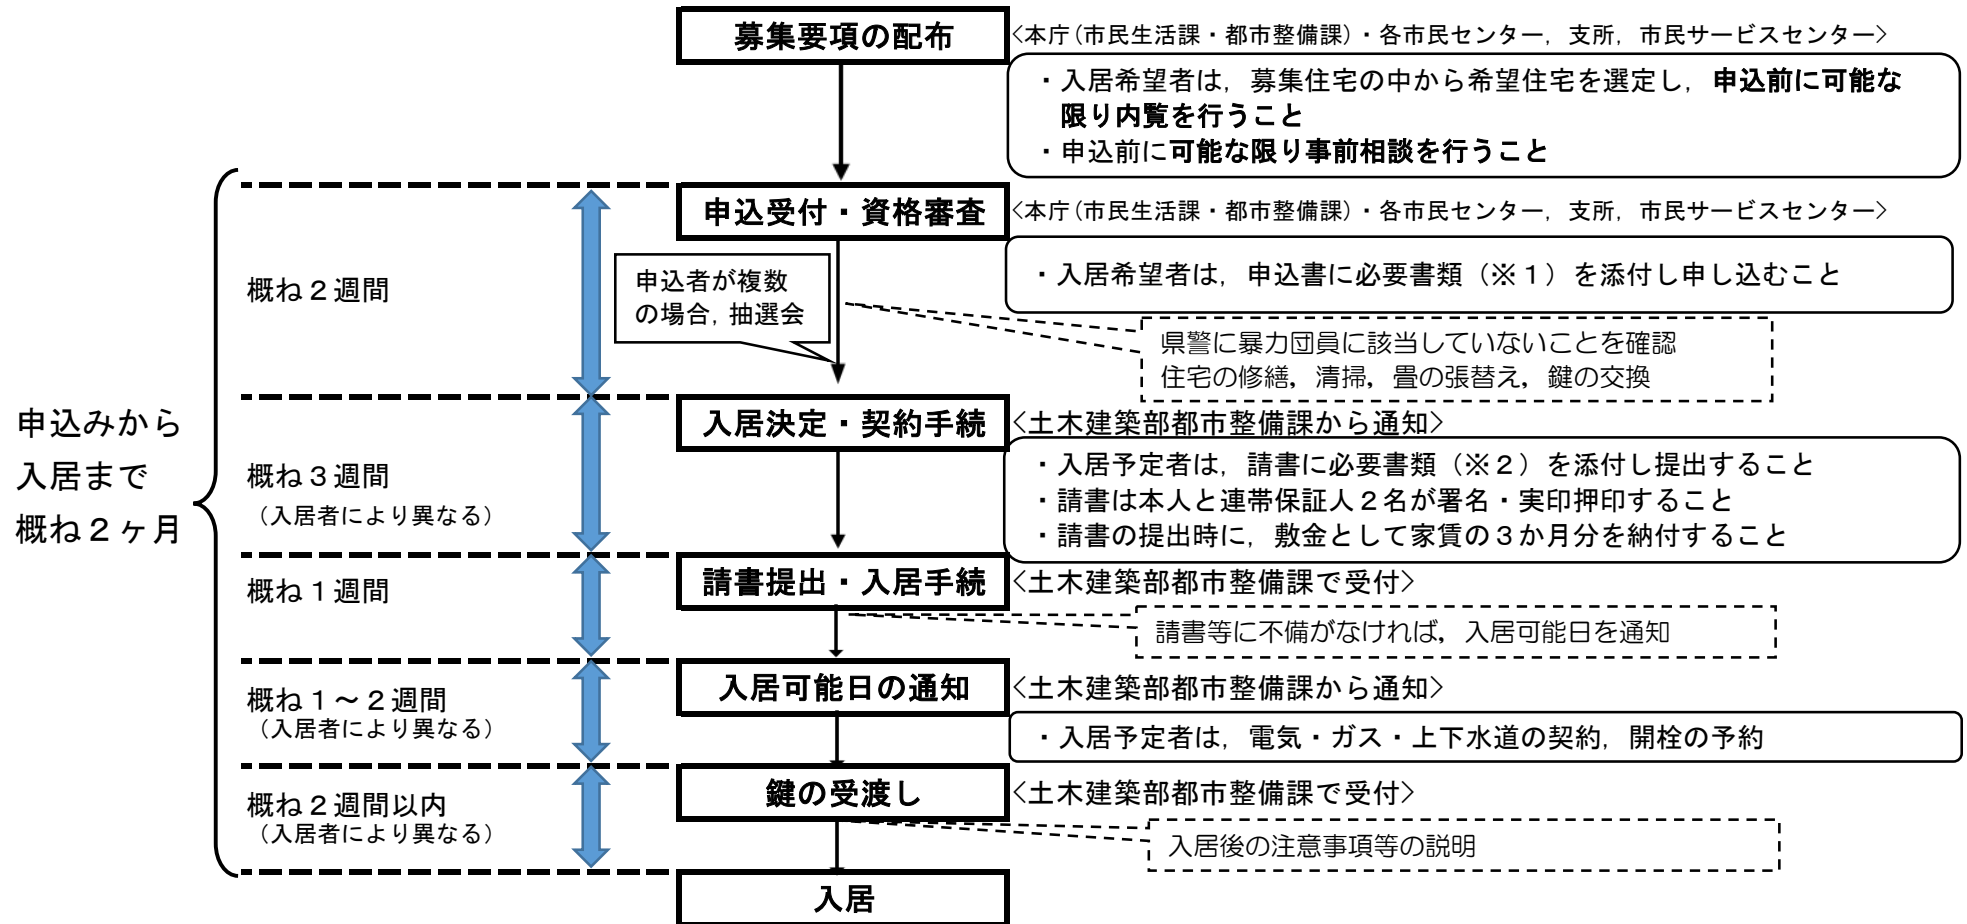 募集要項の配布
〈本庁(市民生活課・都市整備課)・各市民センター，支所，市民サービスセンター〉
・入居希望者は，募集住宅の中から希望住宅を選定し，申込前に可能な
限り内覧を行うこと
・申込前に可能な限り事前相談を行うこと
申込受付・資格審査
〈本庁(市民生活課・都市整備課)・各市民センター，支所，市民サービスセンター〉
・入居希望者は，申込書に必要書類（※１）を添付し申し込むこと
概ね２週間
申込者が複数
の場合，抽選会
県警に暴力団員に該当していないことを確認
住宅の修繕，清掃，畳の張替え，鍵の交換
申込みから
入居まで
概ね２ヶ月
入居決定・契約手続
〈土木建築部都市整備課から通知〉
・入居予定者は，請書に必要書類（※２）を添付し提出すること
・請書は本人と連帯保証人２名が署名・実印押印すること
・請書の提出時に，敷金として家賃の３か月分を納付すること
概ね３週間
（入居者により異なる）
請書提出・入居手続
〈土木建築部都市整備課で受付〉
概ね１週間
請書等に不備がなければ，入居可能日を通知
入居可能日の通知
〈土木建築部都市整備課から通知〉
概ね１～２週間
（入居者により異なる）
・入居予定者は，電気・ガス・上下水道の契約，開栓の予約
鍵の受渡し
〈土木建築部都市整備課で受付〉
概ね２週間以内
（入居者により異なる）
入居後の注意事項等の説明
入居